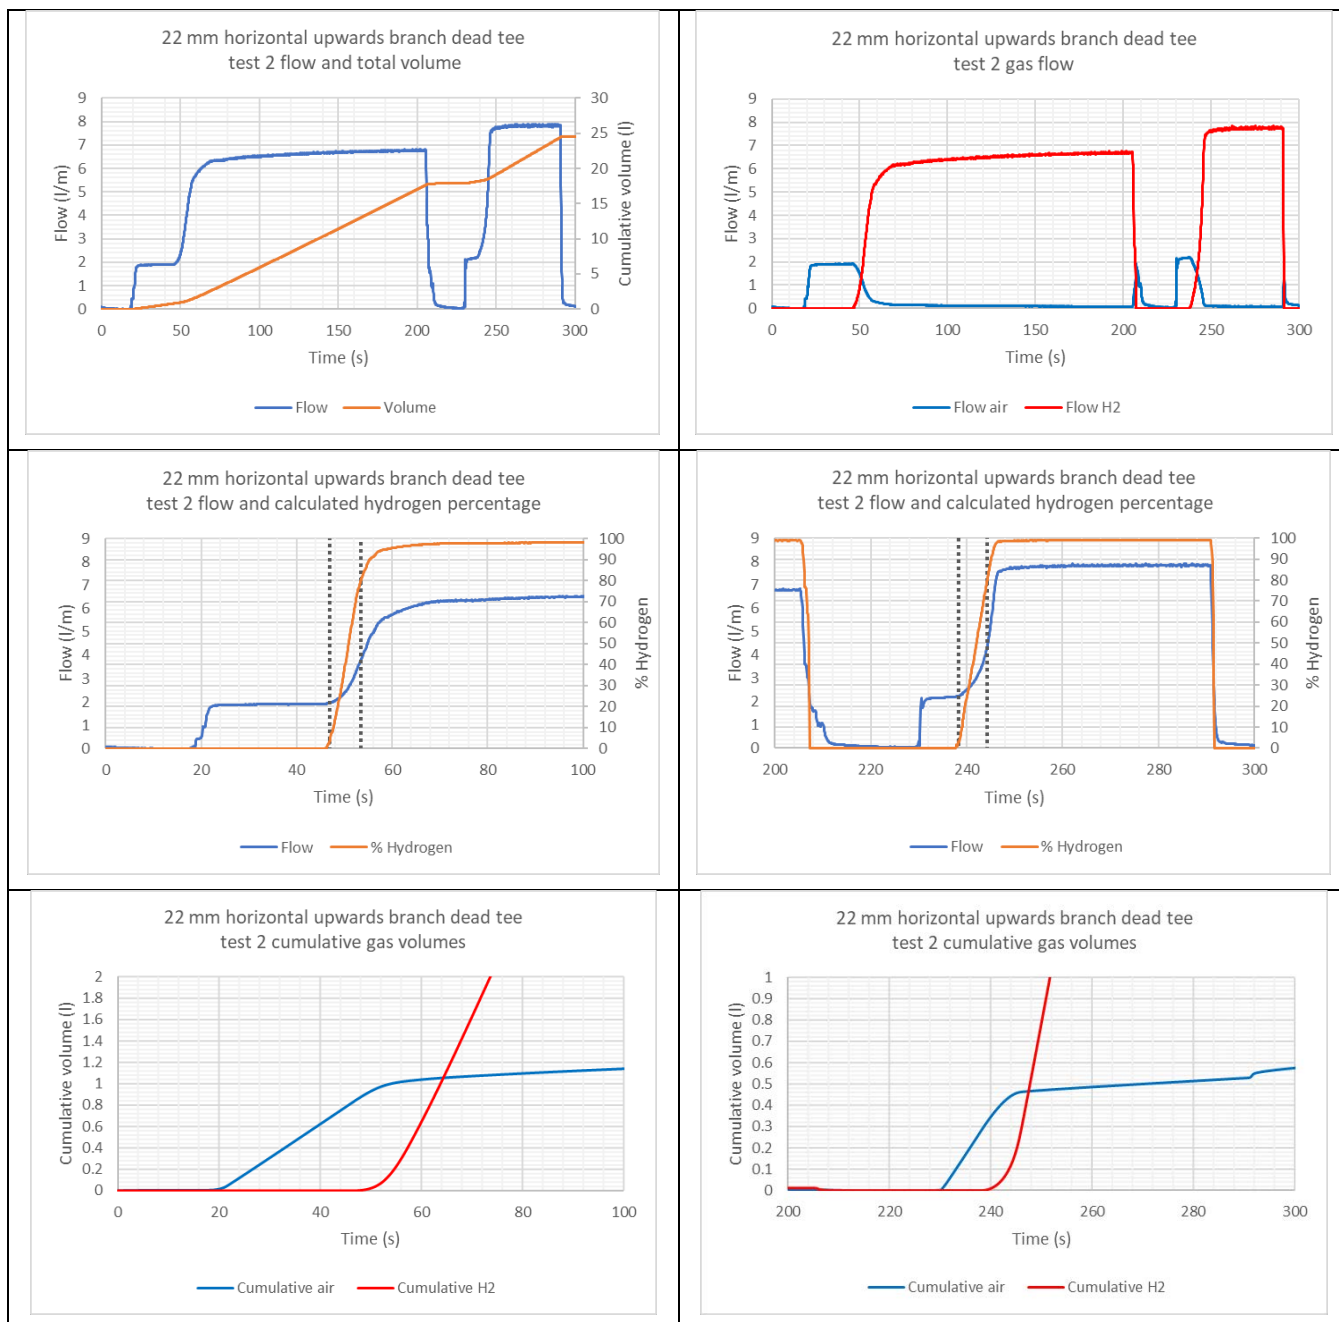 22 mm horizontal upwards branch dead tee
test 2 flow and total volume
9
8
7
6
5
4
3
2
1
0
Flow (l/m)
30
25
20
15
10
5
0
Cumulative volume (l)
0 50 100 150 200 250 300
Time (s)
Flow Volume
22 mm horizontal upwards branch dead tee
test 2 gas flow
9
8
7
6
5
4
3
2
1
0
Flow (l/m)
0 50 100 150 200 250 300
Time (s)
Flow air Flow H2
22 mm horizontal upwards branch dead tee
test 2 flow and calculated hydrogen percentage
9
8
7
6
5
4
3
2
1
0
Flow (l/m)
100
90
80
70
60
50
40
30
20
10
0
% Hydrogen
0 20 40 60 80 100
Time (s)
Flow % Hydrogen
22 mm horizontal upwards branch dead tee
test 2 flow and calculated hydrogen percentage
9
8
7
6
5
4
3
2
1
0
Flow (l/m)
100
90
80
70
60
50
40
30
20
10
0
% Hydrogen
200 220 240 260 280 300
Time (s)
Flow % Hydrogen
22 mm horizontal upwards branch dead tee
test 2 cumulative gas volumes
2
1.8
1.6
1.4
1.2
1
0.8
0.6
0.4
0.2
0
Cumulative volume (l)
0 20 40 60 80 100
Time (s)
Cumulative air Cumulative H2
22 mm horizontal upwards branch dead tee
test 2 cumulative gas volumes
1
0.9
0.8
0.7
0.6
0.5
0.4
0.3
0.2
0.1
0
Cumulative volume (l)
200 220 240 260 280 300
Time (s)
Cumulative air Cumulative H2